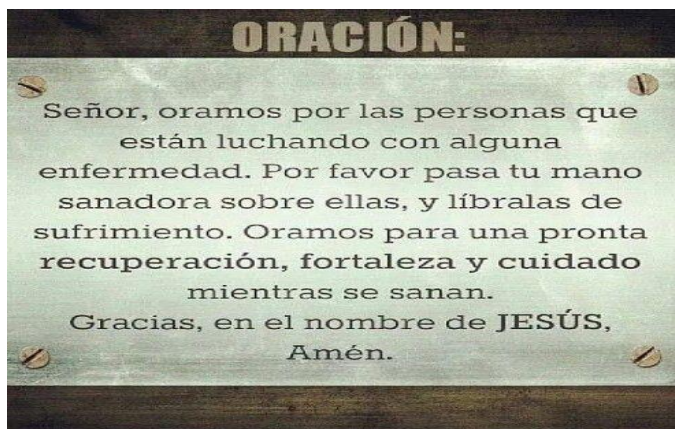 ORACIÓN:
Señor, oramos por las personas que
están luchando con alguna
enfermedad. Por favor pasa tu mano
sanadora sobre ellas, y líbralas de
sufrimiento. Oramos para una pronta
recuperación, fortaleza y cuidado
mientras se sanan.
Gracias, en el nombre de JESÚS,
Amén.